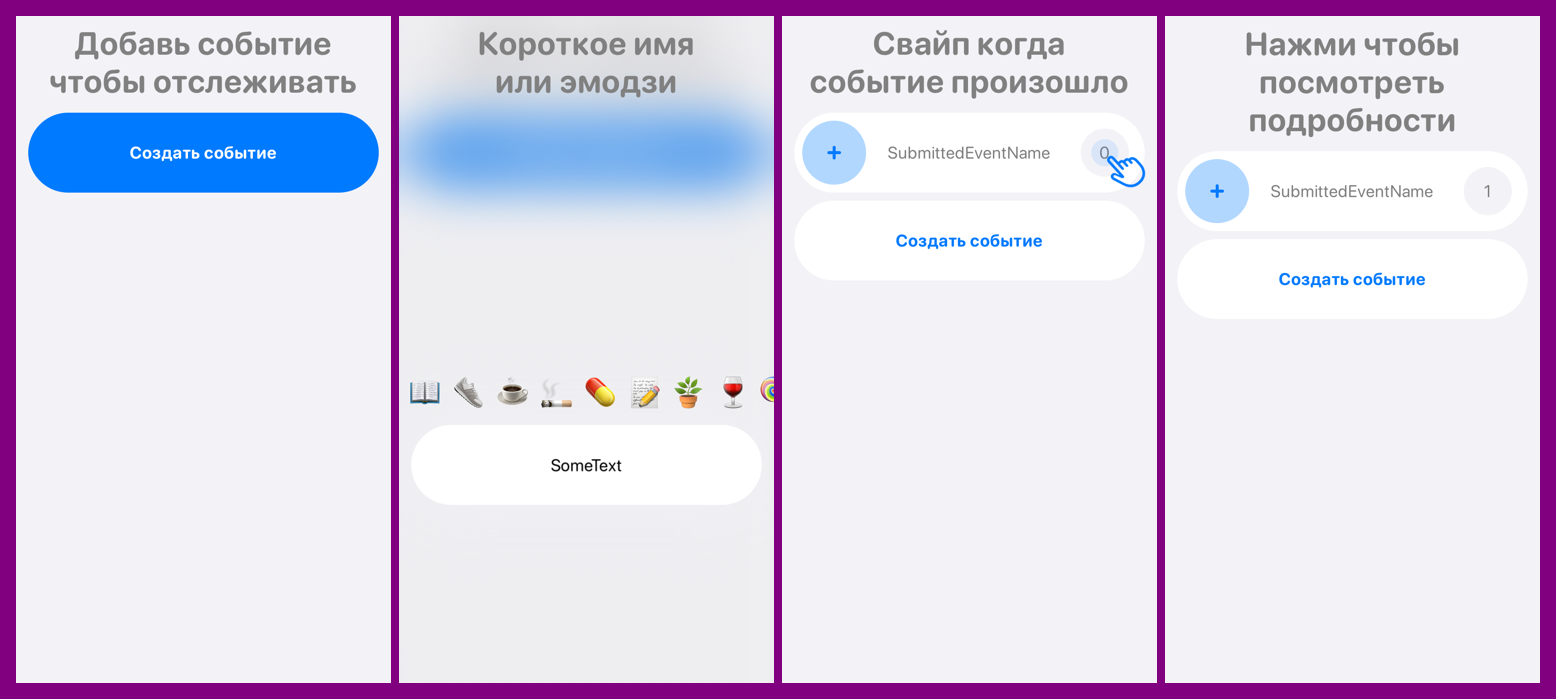 Добавь событие
чтобы отслеживать
Создать событие
Короткое имя
или эмодзи
SomeText
Свайп когда
событие произошло
+ SubmittedEventName 0
Создать событие
Нажми чтобы
посмотреть
подробности
+ SubmittedEventName 1
Создать событие